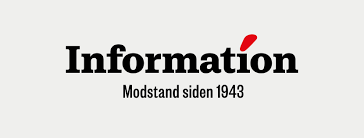 Information
Modstand siden 1943